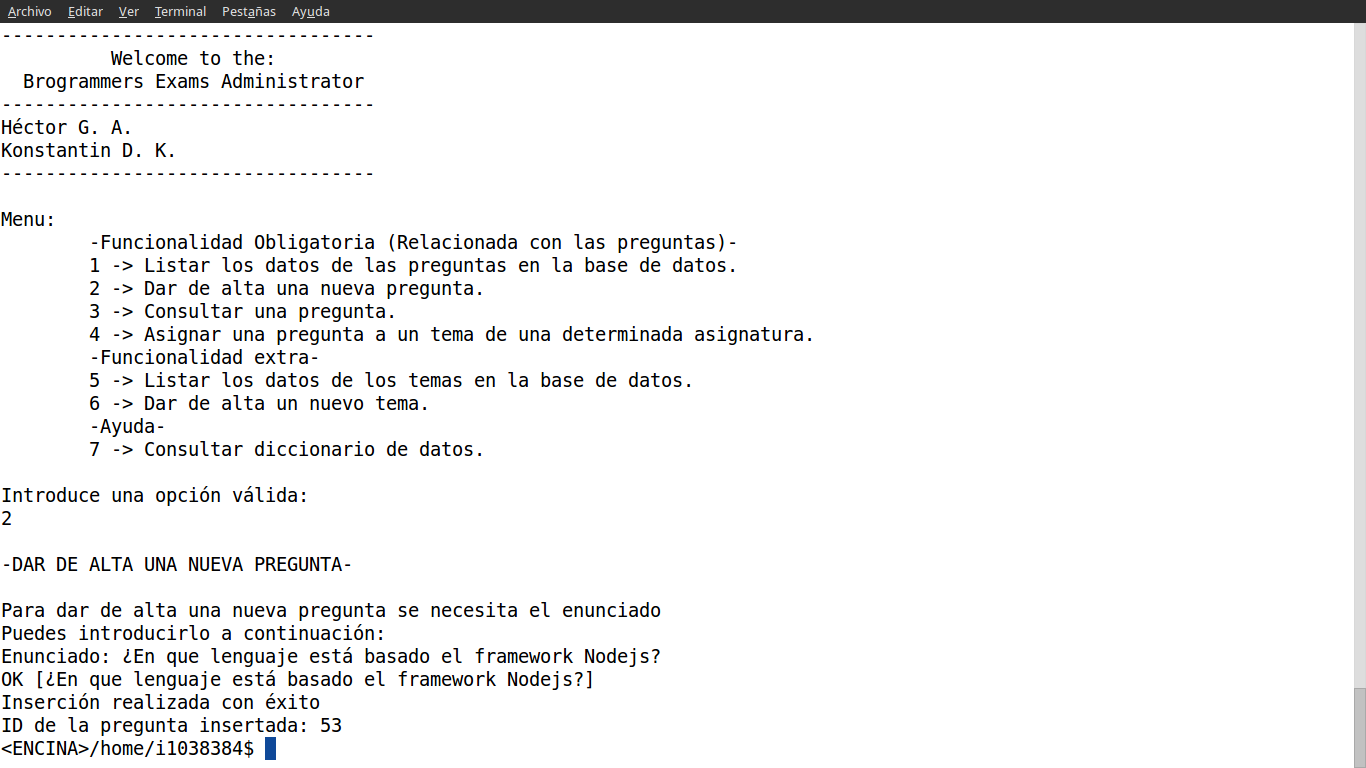 Archivo Editar Ver Terminal Pestañas Ayuda
----------------------------------
Welcome to the:
Brogrammers Exams Administrator
----------------------------------
Héctor G. A.
Konstantin D. K.
----------------------------------
Menu:
-Funcionalidad Obligatoria (Relacionada con las preguntas)-
1 -> Listar los datos de las preguntas en la base de datos.
2 -> Dar de alta una nueva pregunta.
3 -> Consultar una pregunta.
4 -> Asignar una pregunta a un tema de una determinada asignatura.
-Funcionalidad extra-
5 -> Listar los datos de los temas en la base de datos.
6 -> Dar de alta un nuevo tema.
-Ayuda-
7 -> Consultar diccionario de datos.
Introduce una opción válida:
2
-DAR DE ALTA UNA NUEVA PREGUNTA-
Para dar de alta una nueva pregunta se necesita el enunciado
Puedes introducirlo a continuación:
Enunciado: ¿En que lenguaje está basado el framework Nodejs?
OK [¿En que lenguaje está basado el framework Nodejs?]
Inserción realizada con éxito
ID de la pregunta insertada: 53
<ENCINA>/home/i1038384$